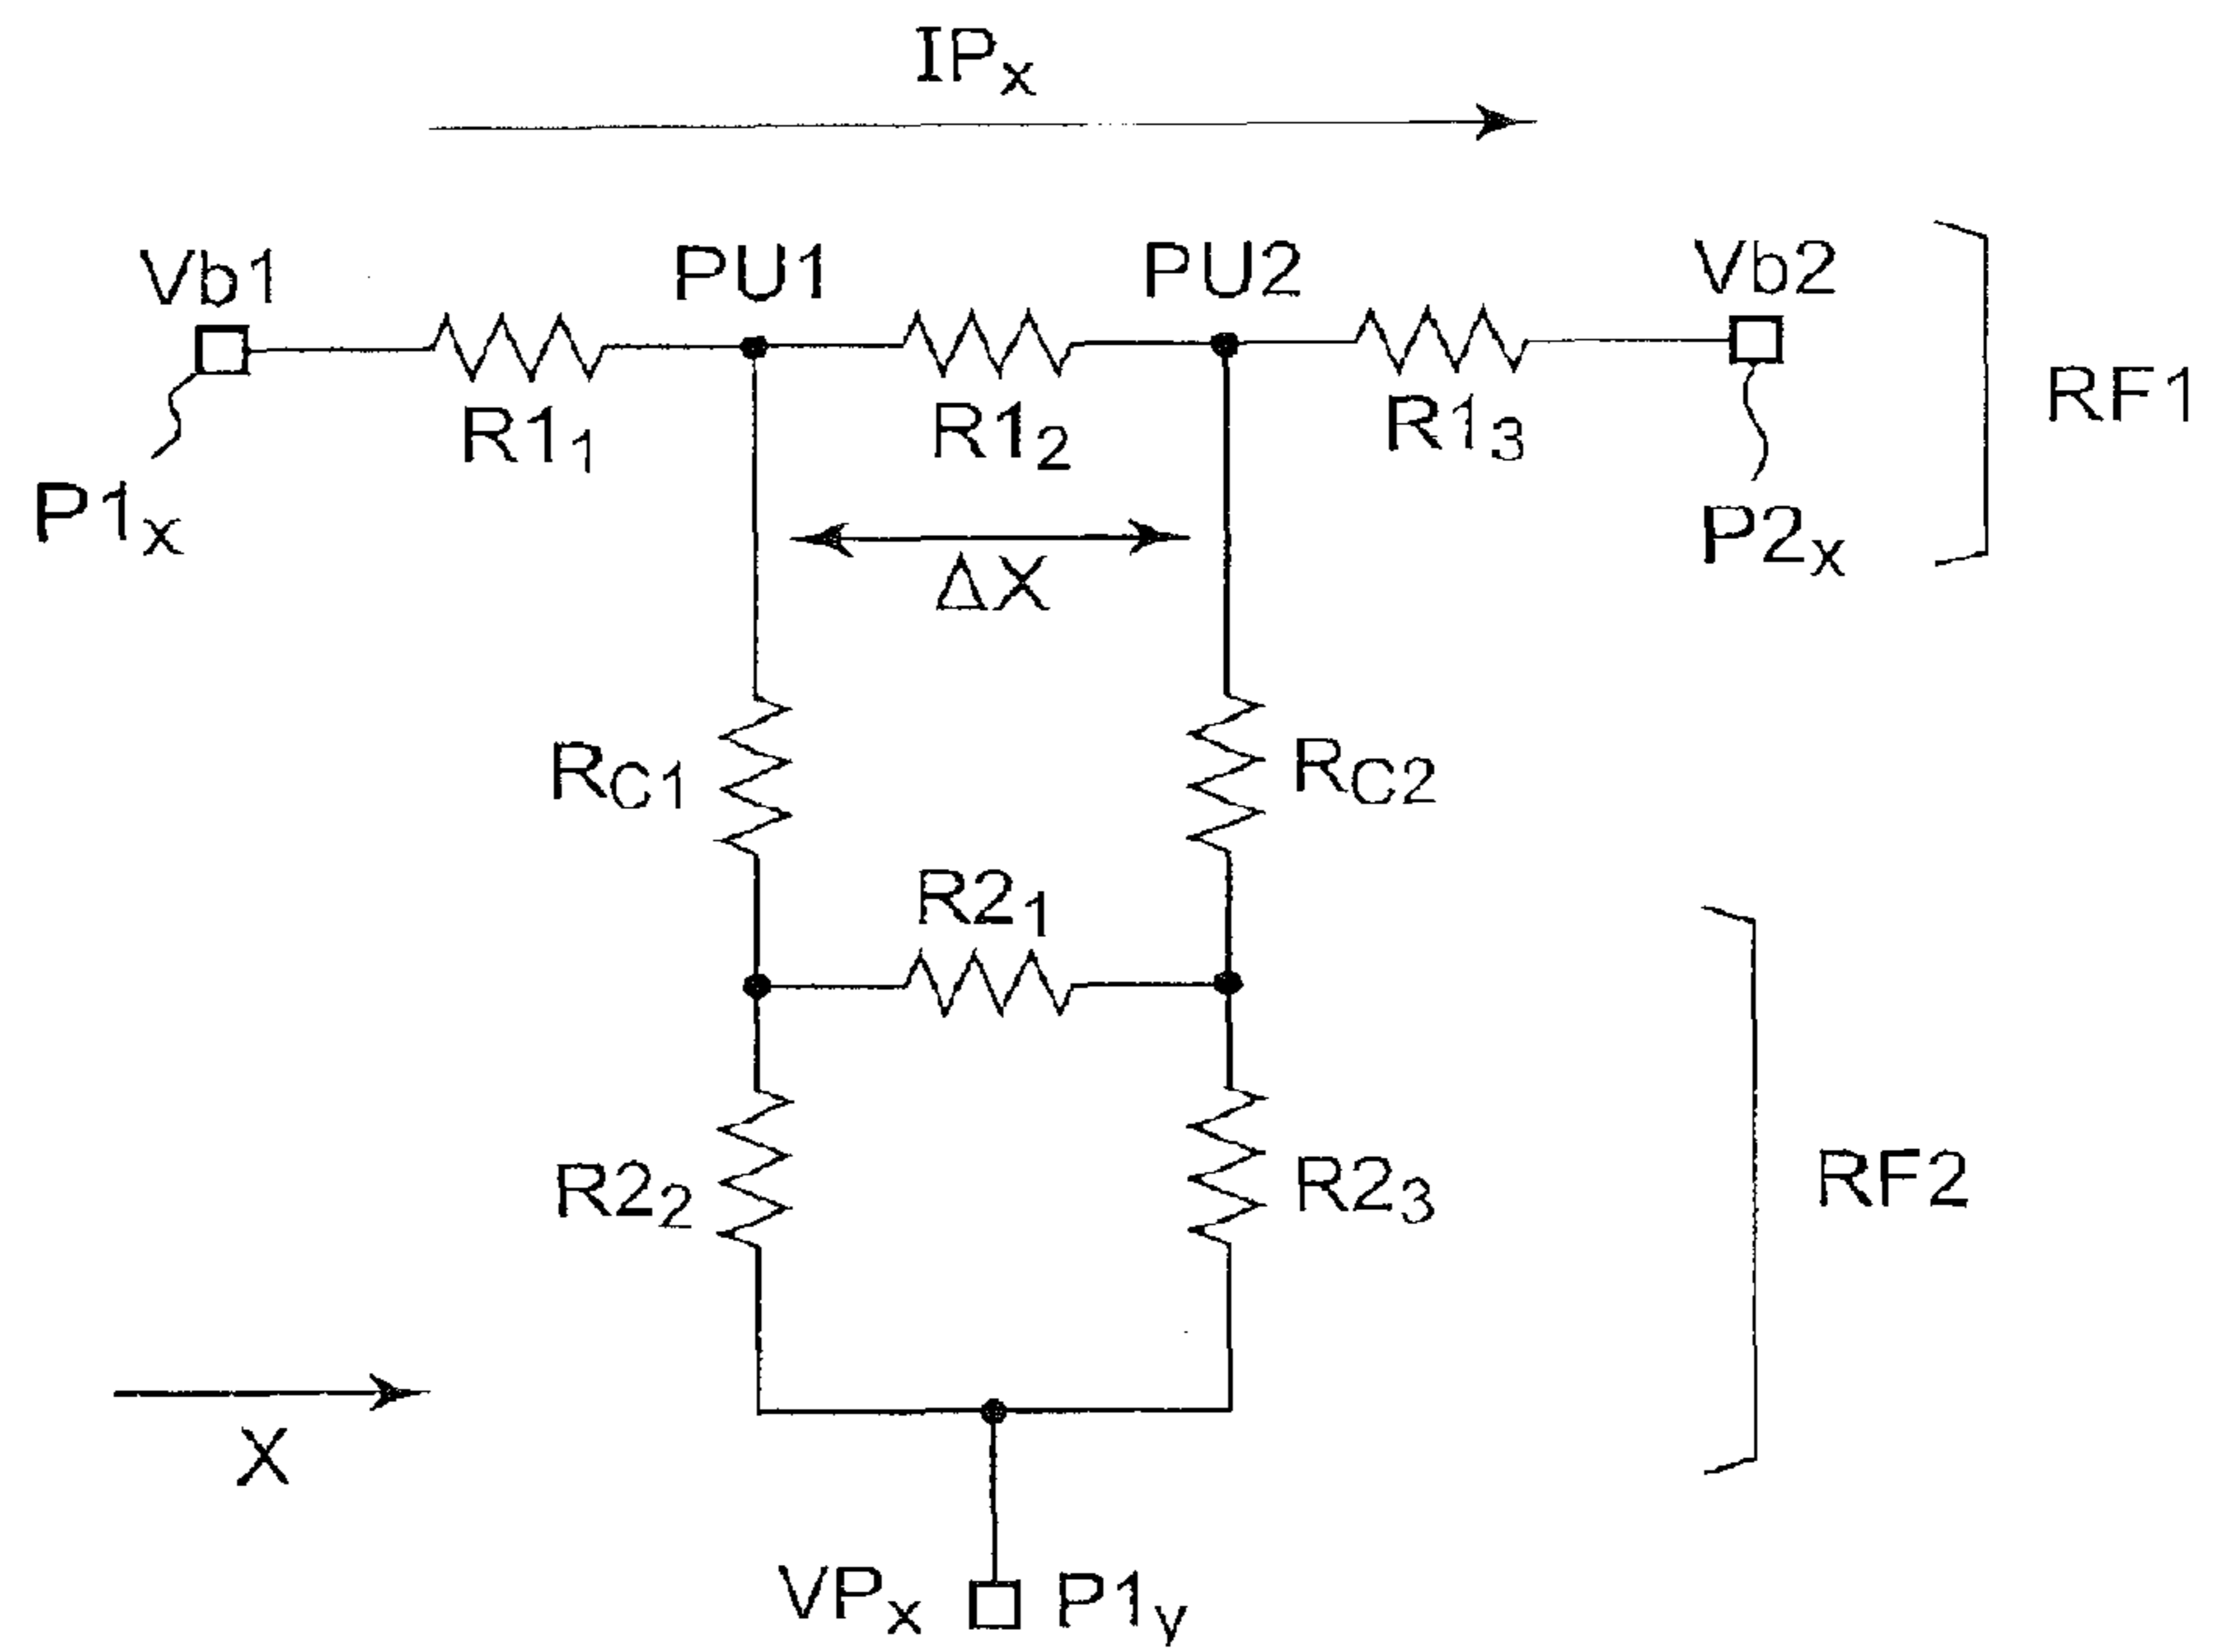 IPx
Vb1
PU1
PU2
Vb2
R11
R12
R13
RF1
P1x
P2x
ΔX
RC1
RC2
R21
R22
R23
RF2
X
VPx
P1y